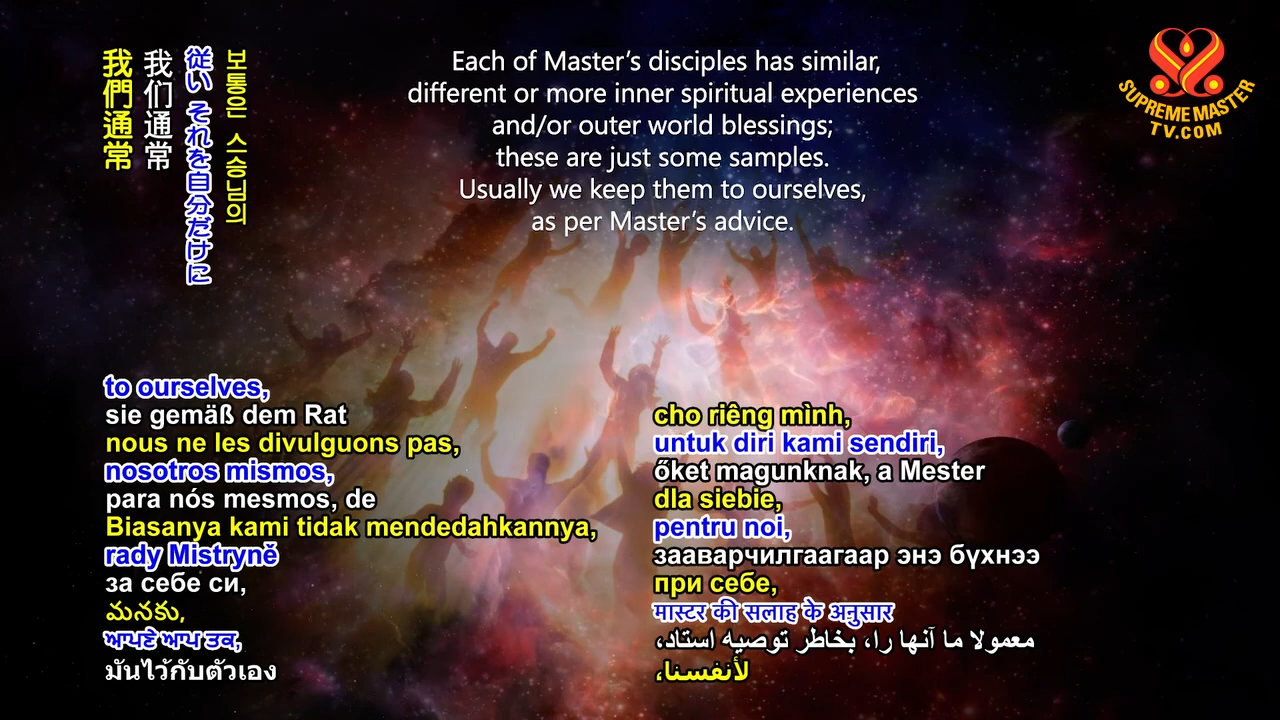 我們通常
我们通常
従い それを自分だけに
보통은 스승님의
Each of Master’s disciples has similar,
different or more inner spiritual experiences
and/or outer world blessings;
these are just some samples.
Usually we keep them to ourselves,
as per Master’s advice.
SUPREME MASTER
TV.COM
to ourselves,
sie gemäß dem Rat
nous ne les divulguons pas,
nosotros mismos,
para nós mesmos, de
Biasanya kami tidak mendedahkannya,
rady Mistryně
за себе си,
మనకు,
ਆਪਣੇ ਆਪ ਤਕ,
มันไว้กับตัวเอง
cho riêng mình,
untuk diri kami sendiri,
őket magunknak, a Mester
dla siebie,
pentru noi,
зааварчилгаагаар энэ бүхнээ
при себе,
मास्टर की सलाह के अनुसार
معمولا ما آنها را، بخاطر توصیه استاد،
لأنفسنا،